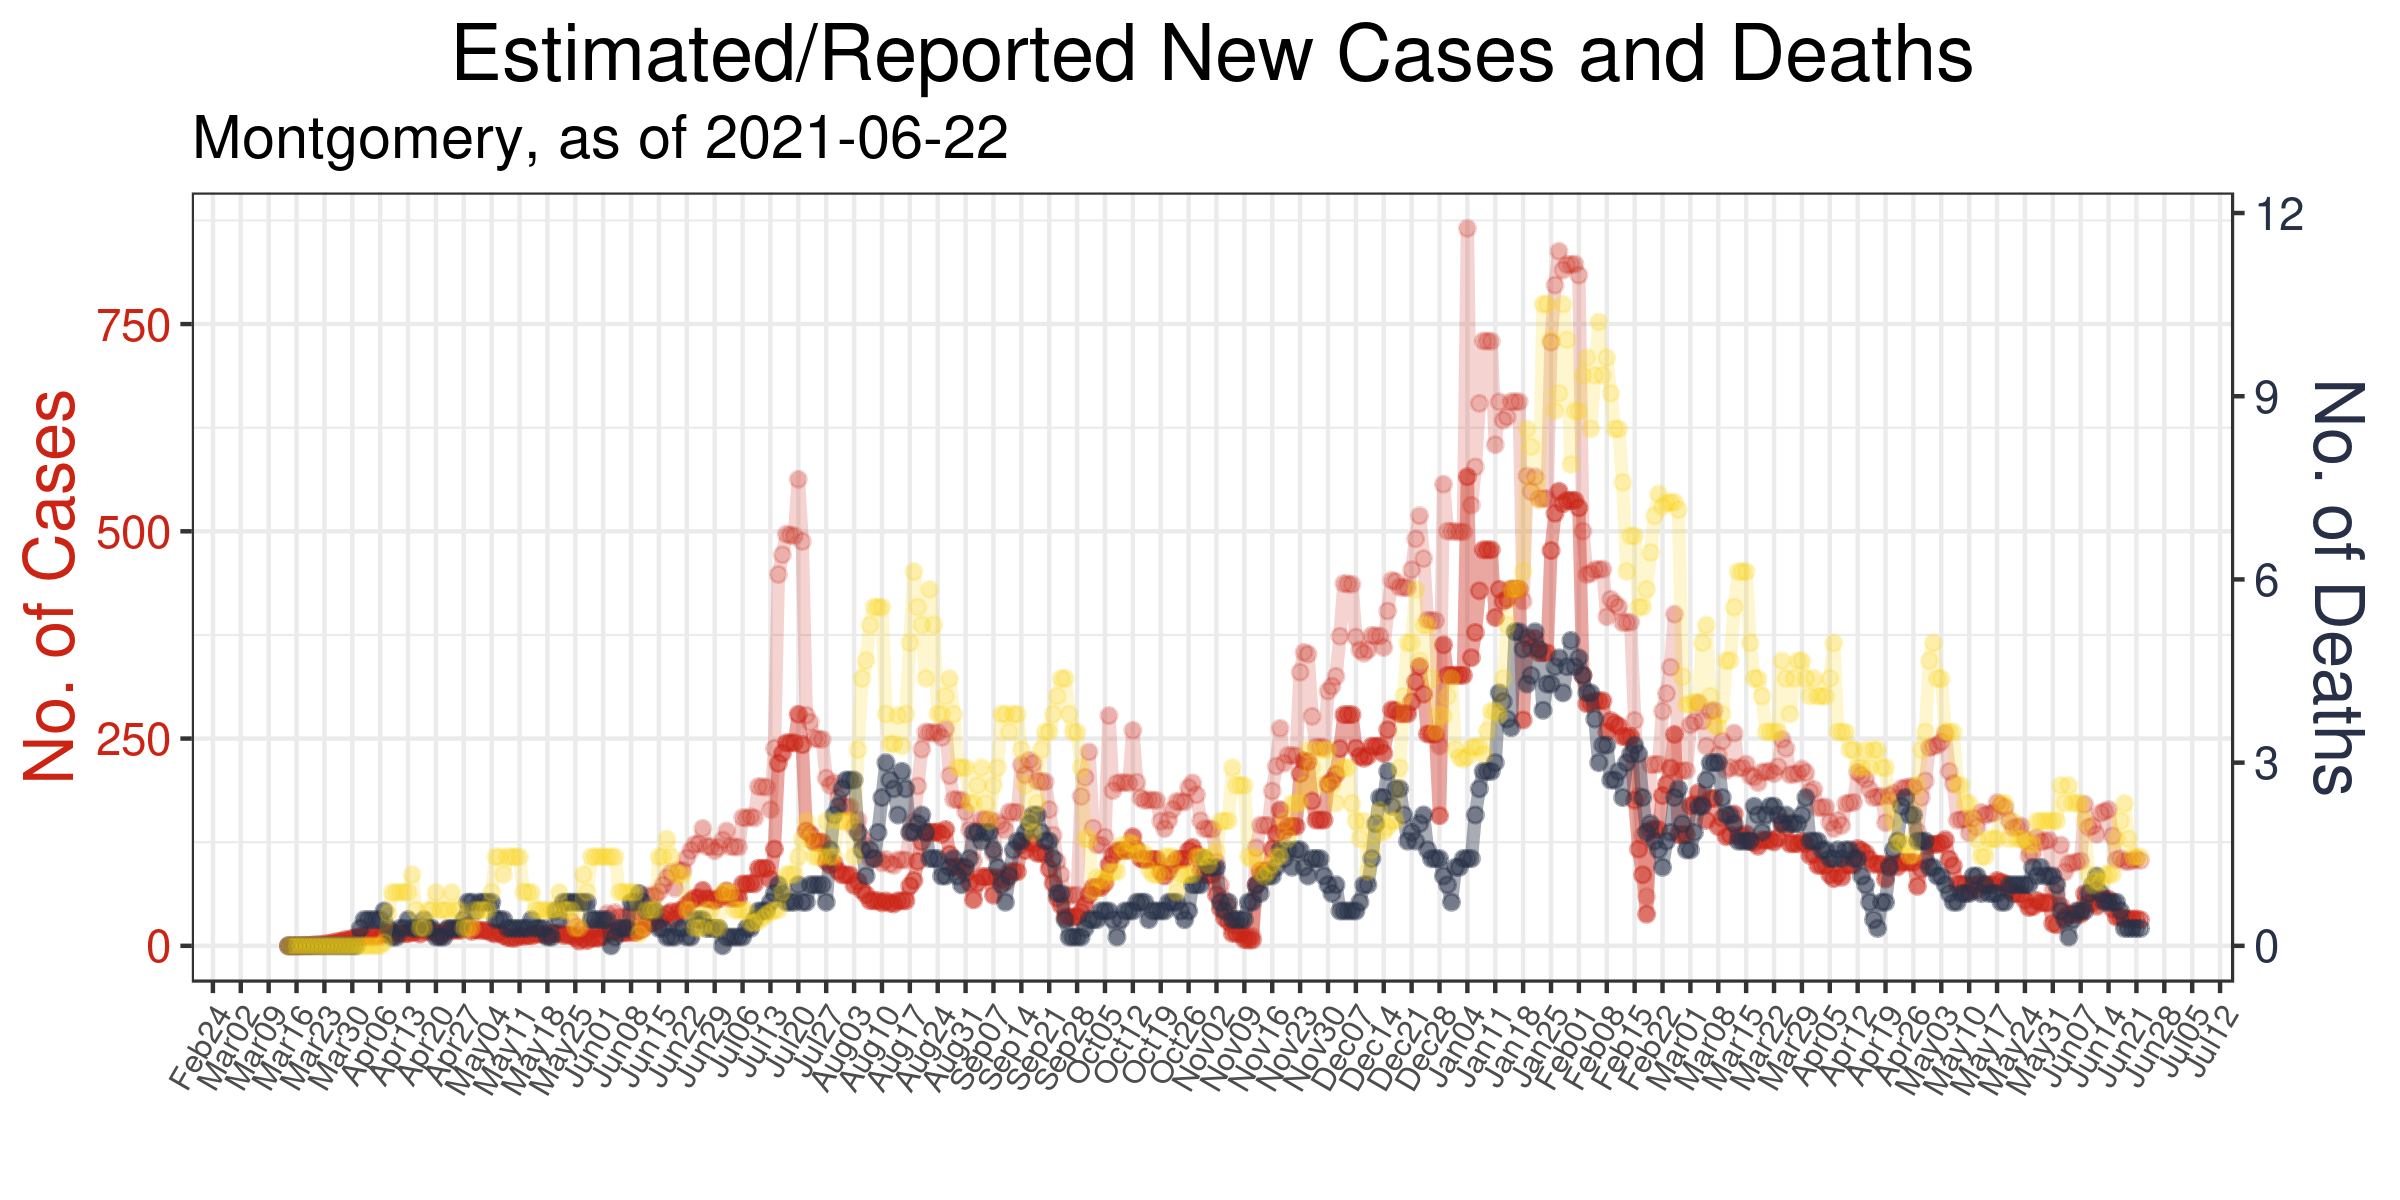 Estimated/Reported New Cases and Deaths
Montgomery, as of 2021-06-22
No. of Cases
750
500
250
0
12
9
6
3
0
No. of Deaths
Feb24
Mar02
Mar09
Mar16
Mar23
Mar30
Apr06
Apr13
Apr20
Apr27
May04
May11
May18
May25
Jun01
Jun08
Jun15
Jun22
Jun29
Jul06
Jul13
Jul20
Jul27
Aug03
Aug10
Aug17
Aug24
Aug31
Sep07
Sep14
Sep21
Sep28
Oct05
Oct12
Oct19
Oct26
Nov02
Nov09
Nov16
Nov23
Nov30
Dec07
Dec14
Dec21
Dec28
Jan04
Jan11
Jan18
Jan25
Feb01
Feb08
Feb15
Feb22
Mar01
Mar08
Mar15
Mar22
Mar29
Apr05
Apr12
Apr19
Apr26
May03
May10
May17
May24
May31
Jun07
Jun14
Jun21
Jun28
Jul05
Jul12